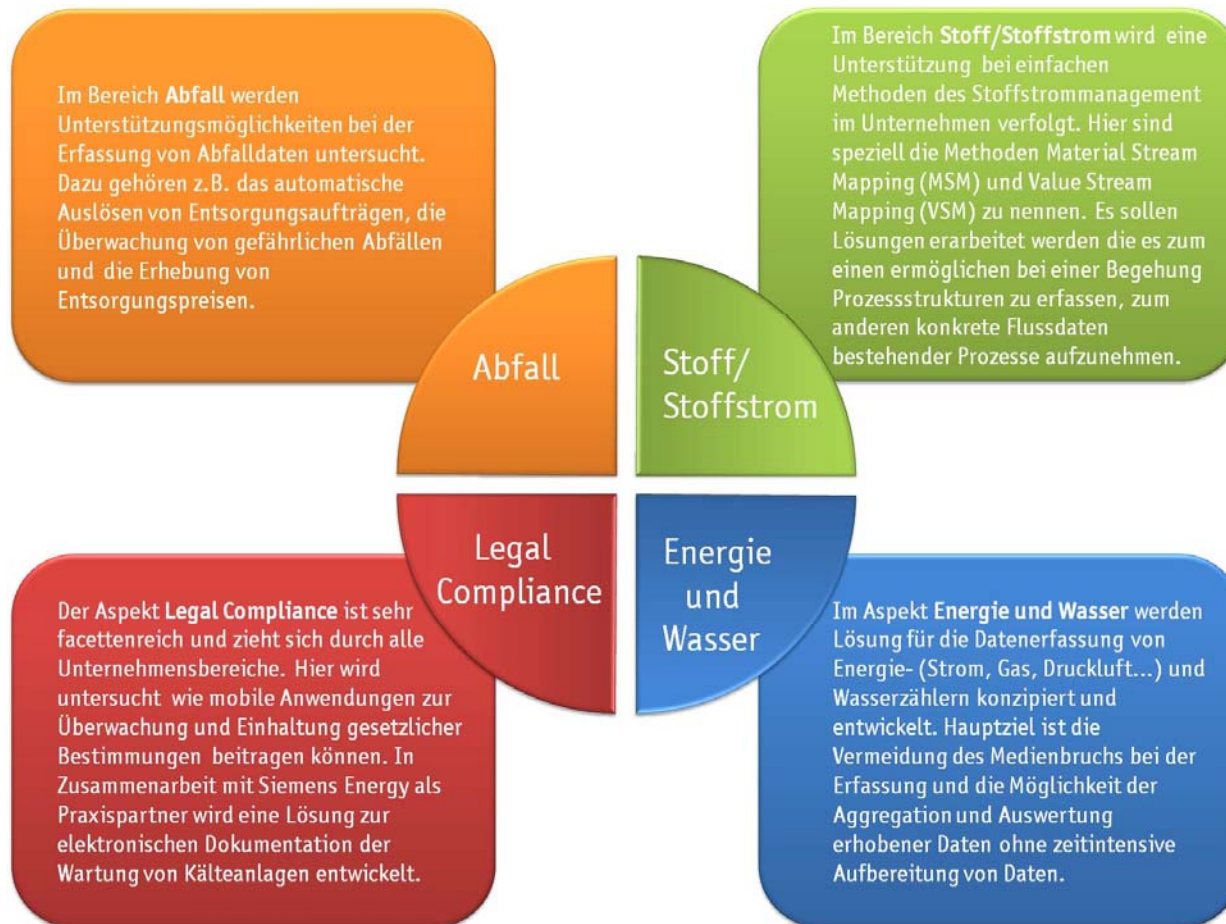 Im Bereich Abfall werden
Unterstützungsmöglichkeiten bei der
Erfassung von Abfalldaten untersucht.
Dazu gehören z.B. das automatische
Auslösen von Entsorgungsaufträgen, die
Überwachung von gefährlichen Abfällen
und die Erhebung von
Entsorgungspreisen.
Im Bereich Stoff/Stoffstrom wird eine
Unterstützung bei einfachen
Methoden des Stoffstrommanagement
im Unternehmen verfolgt. Hier sind
speziell die Methoden Material Stream
Mapping (MSM) und Value Stream
Mapping (VSM) zu nennen. Es sollen
Lösungen erarbeitet werden die es zum
einen ermöglichen bei einer Begehung
Prozessstrukturen zu erfassen, zum
anderen konkrete Flussdaten
bestehender Prozesse aufzunehmen.
Abfall
Stoff/
Stoffstrom
Legal
Compliance
Energie
und
Wasser
Der Aspekt Legal Compliance ist sehr
facettenreich und zieht sich durch alle
Unternehmensbereiche. Hier wird
untersucht wie mobile Anwendungen zur
Überwachung und Einhaltung gesetzlicher
Bestimmungen beitragen können. In
Zusammenarbeit mit Siemens Energy als
Praxispartner wird eine Lösung zur
elektronischen Dokumentation der
Wartung von Kälteanlagen entwickelt.
Im Aspekt Energie und Wasser werden
Lösung für die Datenerfassung von
Energie- (Strom, Gas, Druckluft...) und
Wasserzählern konzipiert und
entwickelt. Hauptziel ist die
Vermeidung des Medienbruchs bei der
Erfassung und die Möglichkeit der
Aggregation und Auswertung
erhobener Daten ohne zeitintensive
Aufbereitung von Daten.